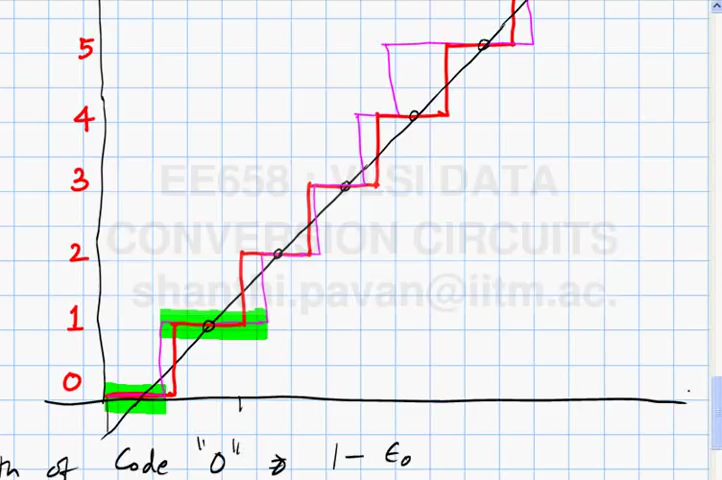 5
4
3
EE658 : VLSI DATA
2
CONVERSION CIRCUITS
shanthi.pavan@iitm.ac.
1
0
of Code "0" ⇒ 1 - ε₀